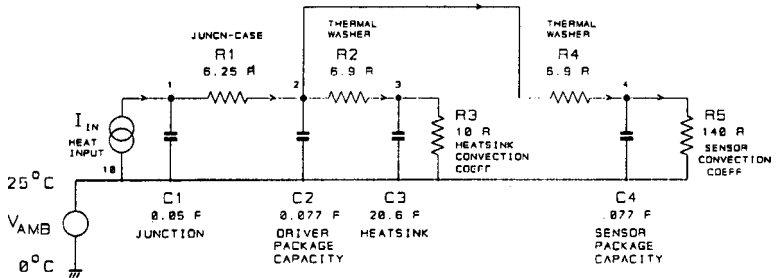 JUNCN-CASE
R1
6.25 R
THERMAL
WASHER
R2
6.9 R
THERMAL
WASHER
R4
6.9 R
1
2
3
4
I IN
HEAT
INPUT
10
R3
10 R
HEATSINK
CONVECTION
COEFF
R5
140 R
SENSOR
CONVECTION
COEFF
25°C
V AMB
0°C
C1
0.05 F
JUNCTION
C2
0.077 F
DRIVER
PACKAGE
CAPACITY
C3
20.6 F
HEATSINK
C4
.077 F
SENSOR
PACKAGE
CAPACITY